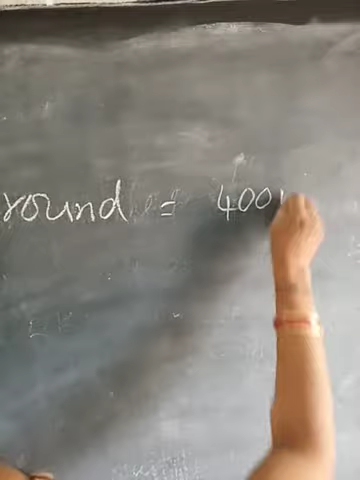 round = 400